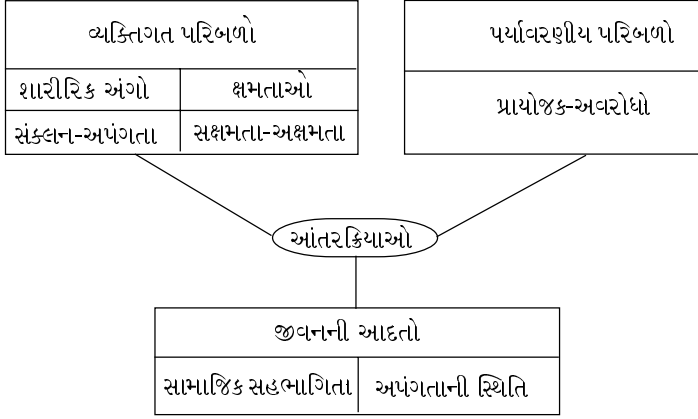 વ્યક્તિગત પરિબળો
શારીરિક અંગો
ક્ષમતાઓ
સંકલન-અપંગતા
સક્ષમતા-અક્ષમતા
પર્યાવરણીય પરિબળો
પ્રાયોજક-અવરોધો
આંતરક્રિયાઓ
જીવનની આદતો
સામાજિક સહભાગિતા
અપંગતાની સ્થિતિ